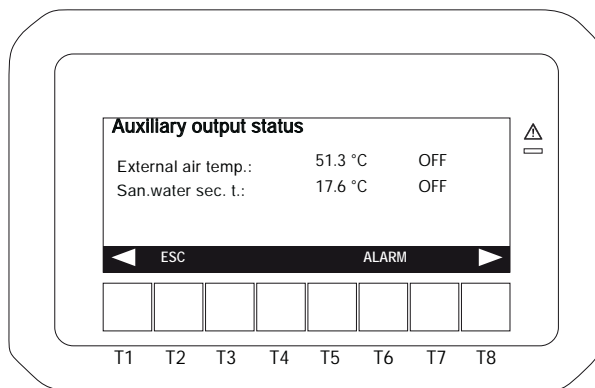 Auxiliary output status
External air temp.: 51.3 °C OFF
San.water sec. t.: 17.6 °C OFF
ESC ALARM
T1 T2 T3 T4 T5 T6 T7 T8